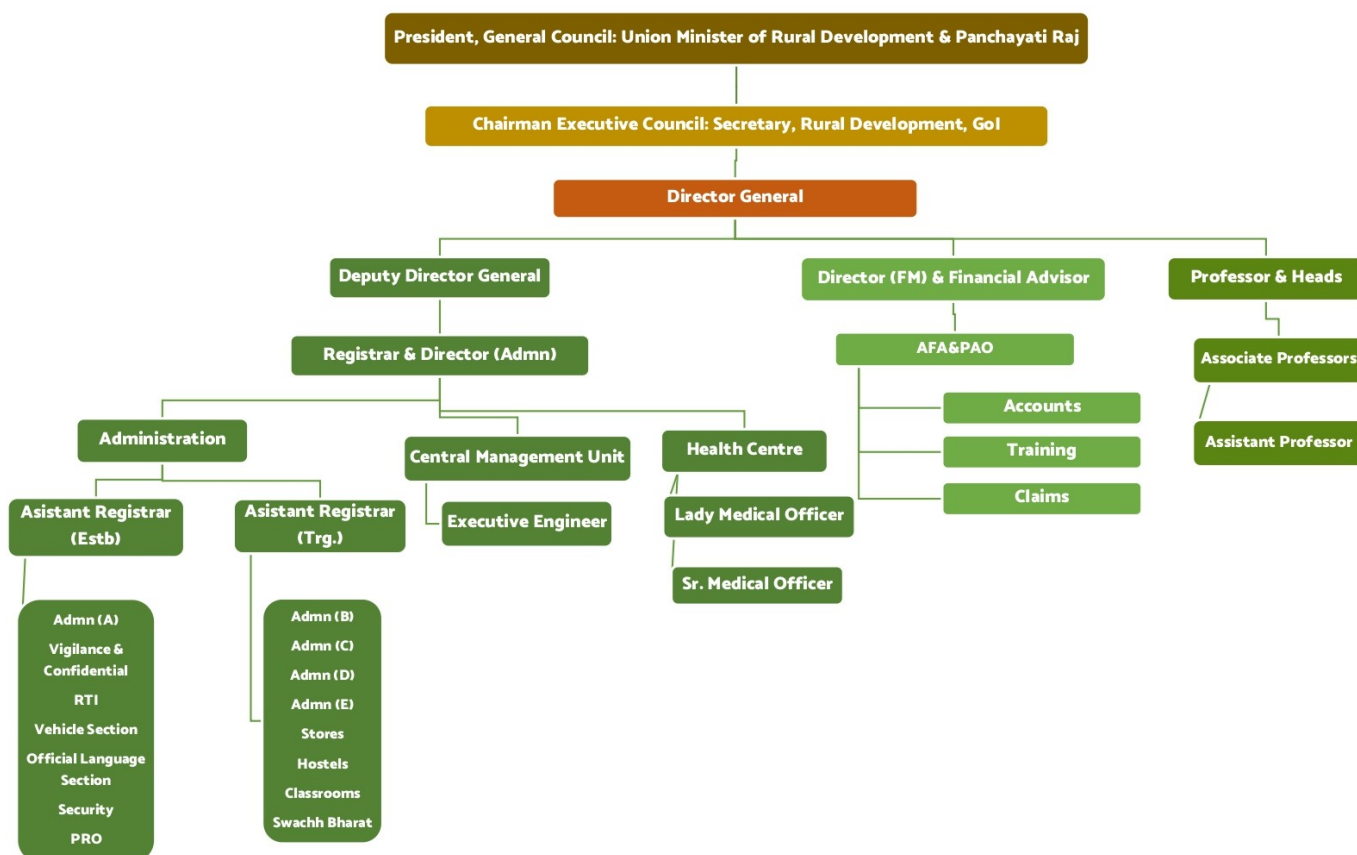 President, General Council: Union Minister of Rural Development & Panchayati Raj
Chairman Executive Council: Secretary, Rural Development, GoI
Director General
Deputy Director General
Director (FM) & Financial Advisor
Professor & Heads
Registrar & Director (Admn)
AFA&PAO
Associate Professors
Accounts
Administration
Central Management Unit
Health Centre
Training
Assistant Professor
Claims
Asistant Registrar
(Estb)
Asistant Registrar
(Trg.)
Executive Engineer
Lady Medical Officer
Sr. Medical Officer
Admn (A)
Vigilance &
Confidential
RTI
Vehicle Section
Official Language
Section
Security
PRO
Admn (B)
Admn (C)
Admn (D)
Admn (E)
Stores
Hostels
Classrooms
Swachh Bharat